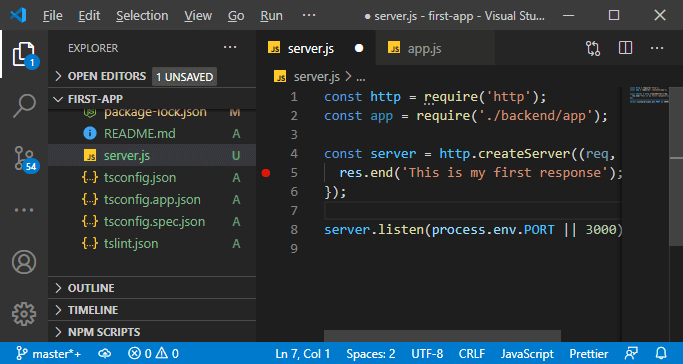 File Edit Selection View Go Run ··· ● server.js - first-app - Visual Stu...
EXPLORER ···
OPEN EDITORS 1 UNSAVED
FIRST-APP
package-lock.json M
README.md A
JS server.js U
{..} tsconfig.json A
{..} tsconfig.app.json A
{..} tsconfig.spec.json A
{..} tslint.json A
OUTLINE
TIMELINE
NPM SCRIPTS
1
54
JS server.js ● JS app.js ···
JS server.js > ...
1 const http = require('http');
2 const app = require('./backend/app');
3
4 const server = http.createServer((req,
5 res.end('This is my first response');
6 });
7
8 server.listen(process.env.PORT || 3000)
9
master*+ 0 0 Ln 7, Col 1 Spaces: 2 UTF-8 CRLF JavaScript Prettier